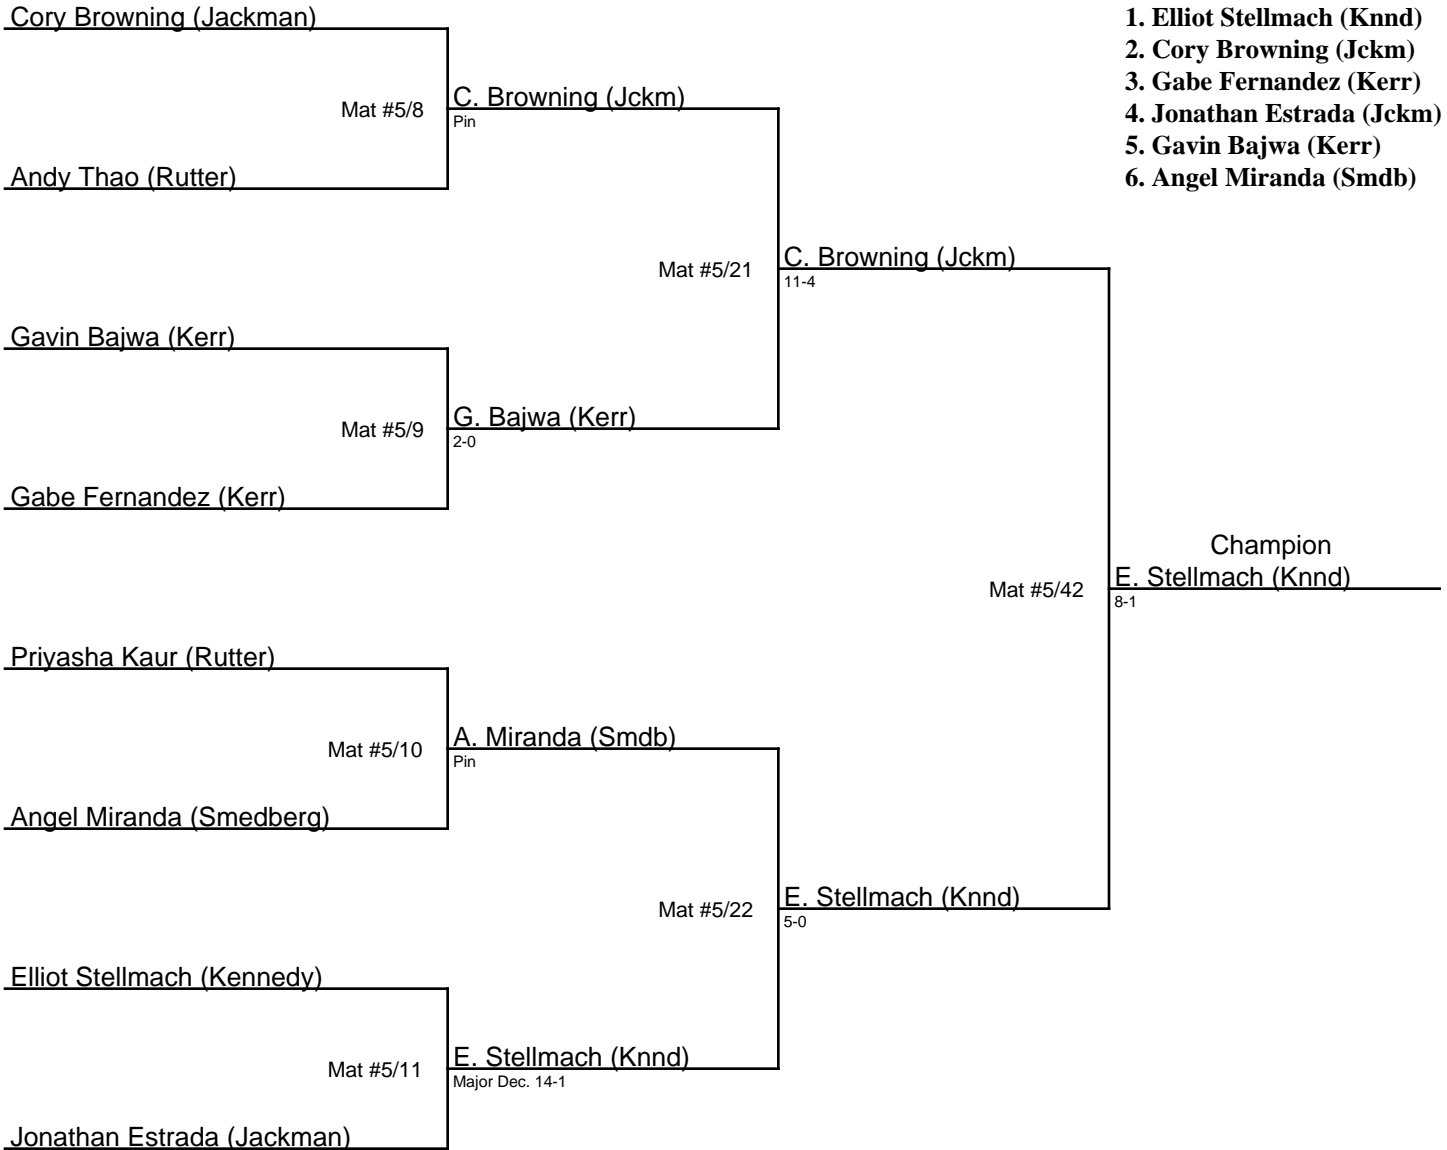 Cory Browning (Jackman)
Mat #5/8
C. Browning (Jckm)
Pin
Andy Thao (Rutter)
Mat #5/21
C. Browning (Jckm)
11-4
Gavin Bajwa (Kerr)
Mat #5/9
G. Bajwa (Kerr)
2-0
Gabe Fernandez (Kerr)
Mat #5/42
Champion
E. Stellmach (Knnd)
8-1
Priyasha Kaur (Rutter)
Mat #5/10
A. Miranda (Smdb)
Pin
Angel Miranda (Smedberg)
Mat #5/22
E. Stellmach (Knnd)
5-0
Elliot Stellmach (Kennedy)
Mat #5/11
E. Stellmach (Knnd)
Major Dec. 14-1
Jonathan Estrada (Jackman)
1. Elliot Stellmach (Knnd)
2. Cory Browning (Jckm)
3. Gabe Fernandez (Kerr)
4. Jonathan Estrada (Jckm)
5. Gavin Bajwa (Kerr)
6. Angel Miranda (Smdb)